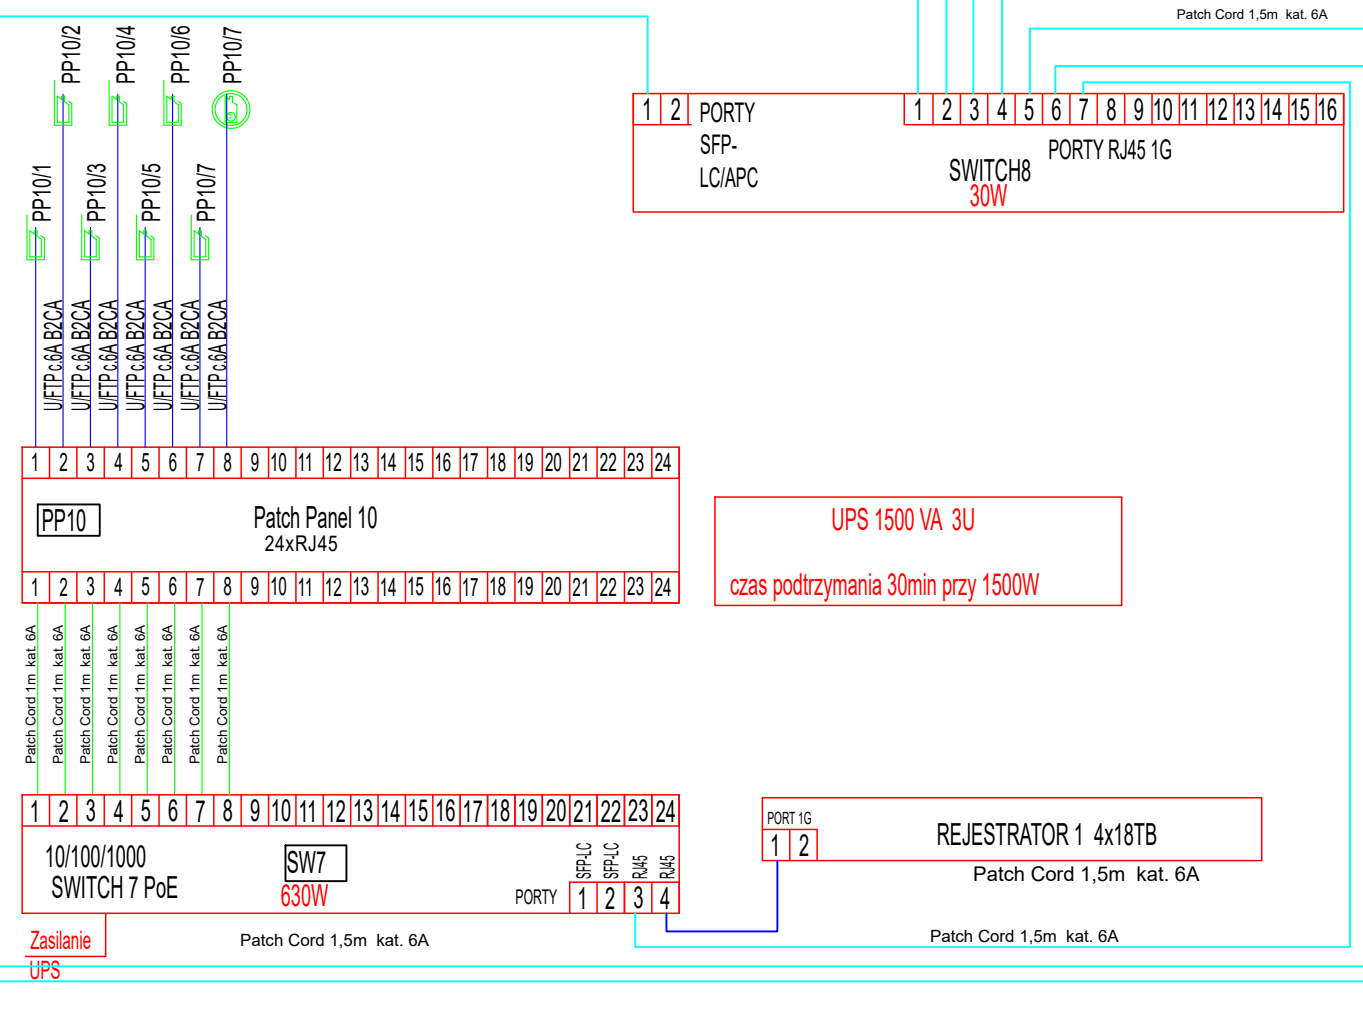 Patch Cord 1,5m kat. 6A
PP10/2
PP10/4
PP10/6
PP10/7
PP10/1
PP10/3
PP10/5
PP10/7
1 2 PORTY
SFP-
LC/APC
1 2 3 4 5 6 7 8 9 10 11 12 13 14 15 16
PORTY RJ45 1G
SWITCH8
30W
U/FTP c.6A B2CA
U/FTP c.6A B2CA
U/FTP c.6A B2CA
U/FTP c.6A B2CA
U/FTP c.6A B2CA
U/FTP c.6A B2CA
U/FTP c.6A B2CA
1 2 3 4 5 6 7 8 9 10 11 12 13 14 15 16 17 18 19 20 21 22 23 24
PP10
Patch Panel 10
24xRJ45
1 2 3 4 5 6 7 8 9 10 11 12 13 14 15 16 17 18 19 20 21 22 23 24
UPS 1500 VA 3U
czas podtrzymania 30min przy 1500W
Patch Cord 1m kat. 6A
Patch Cord 1m kat. 6A
Patch Cord 1m kat. 6A
Patch Cord 1m kat. 6A
Patch Cord 1m kat. 6A
Patch Cord 1m kat. 6A
Patch Cord 1m kat. 6A
Patch Cord 1m kat. 6A
1 2 3 4 5 6 7 8 9 10 11 12 13 14 15 16 17 18 19 20 21 22 23 24
10/100/1000
SWITCH 7 PoE
SW7
630W
SFP-LC
SFP-LC
RJ45
RJ45
PORTY 1 2 3 4
Zasilanie
UPS
Patch Cord 1,5m kat. 6A
PORT 1G
1 2
REJESTRATOR 1 4x18TB
Patch Cord 1,5m kat. 6A
Patch Cord 1,5m kat. 6A